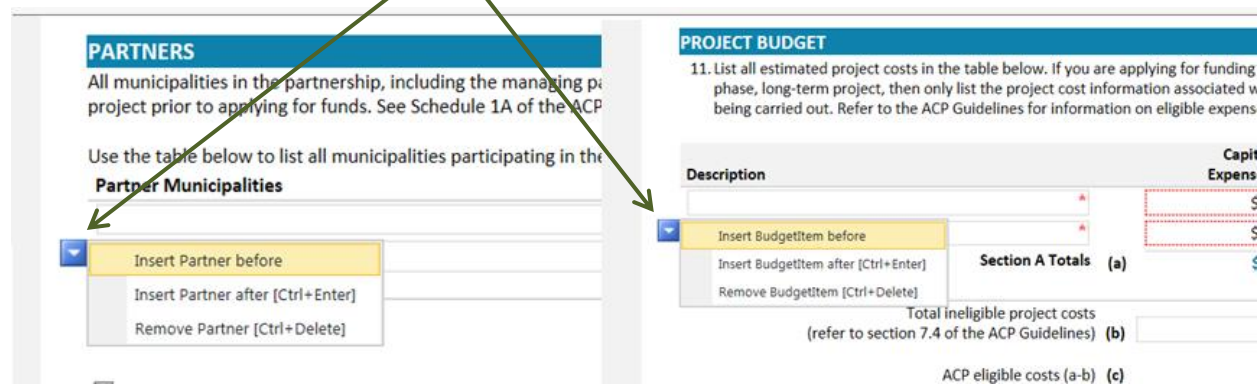 PARTNERS
All municipalities in the partnership, including the managing
project prior to applying for funds. See Schedule 1A of the ACP
Use the table below to list all municipalities participating in the
Partner Municipalities
Insert Partner before
Insert Partner after [Ctrl+Enter]
Remove Partner [Ctrl+Delete]
PROJECT BUDGET
11. List all estimated project costs in the table below. If you are applying for funding
phase, long-term project, then only list the project cost information associated
being carried out. Refer to the ACP Guidelines for information on eligible
Description
*
$
*
$
Insert BudgetItem before
Insert BudgetItem after [Ctrl+Enter]
Remove BudgetItem [Ctrl+Delete]
Section A Totals (a)
$
Total ineligible project costs
(refer to section 7.4 of the ACP Guidelines) (b)
ACP eligible costs (a-b) (c)